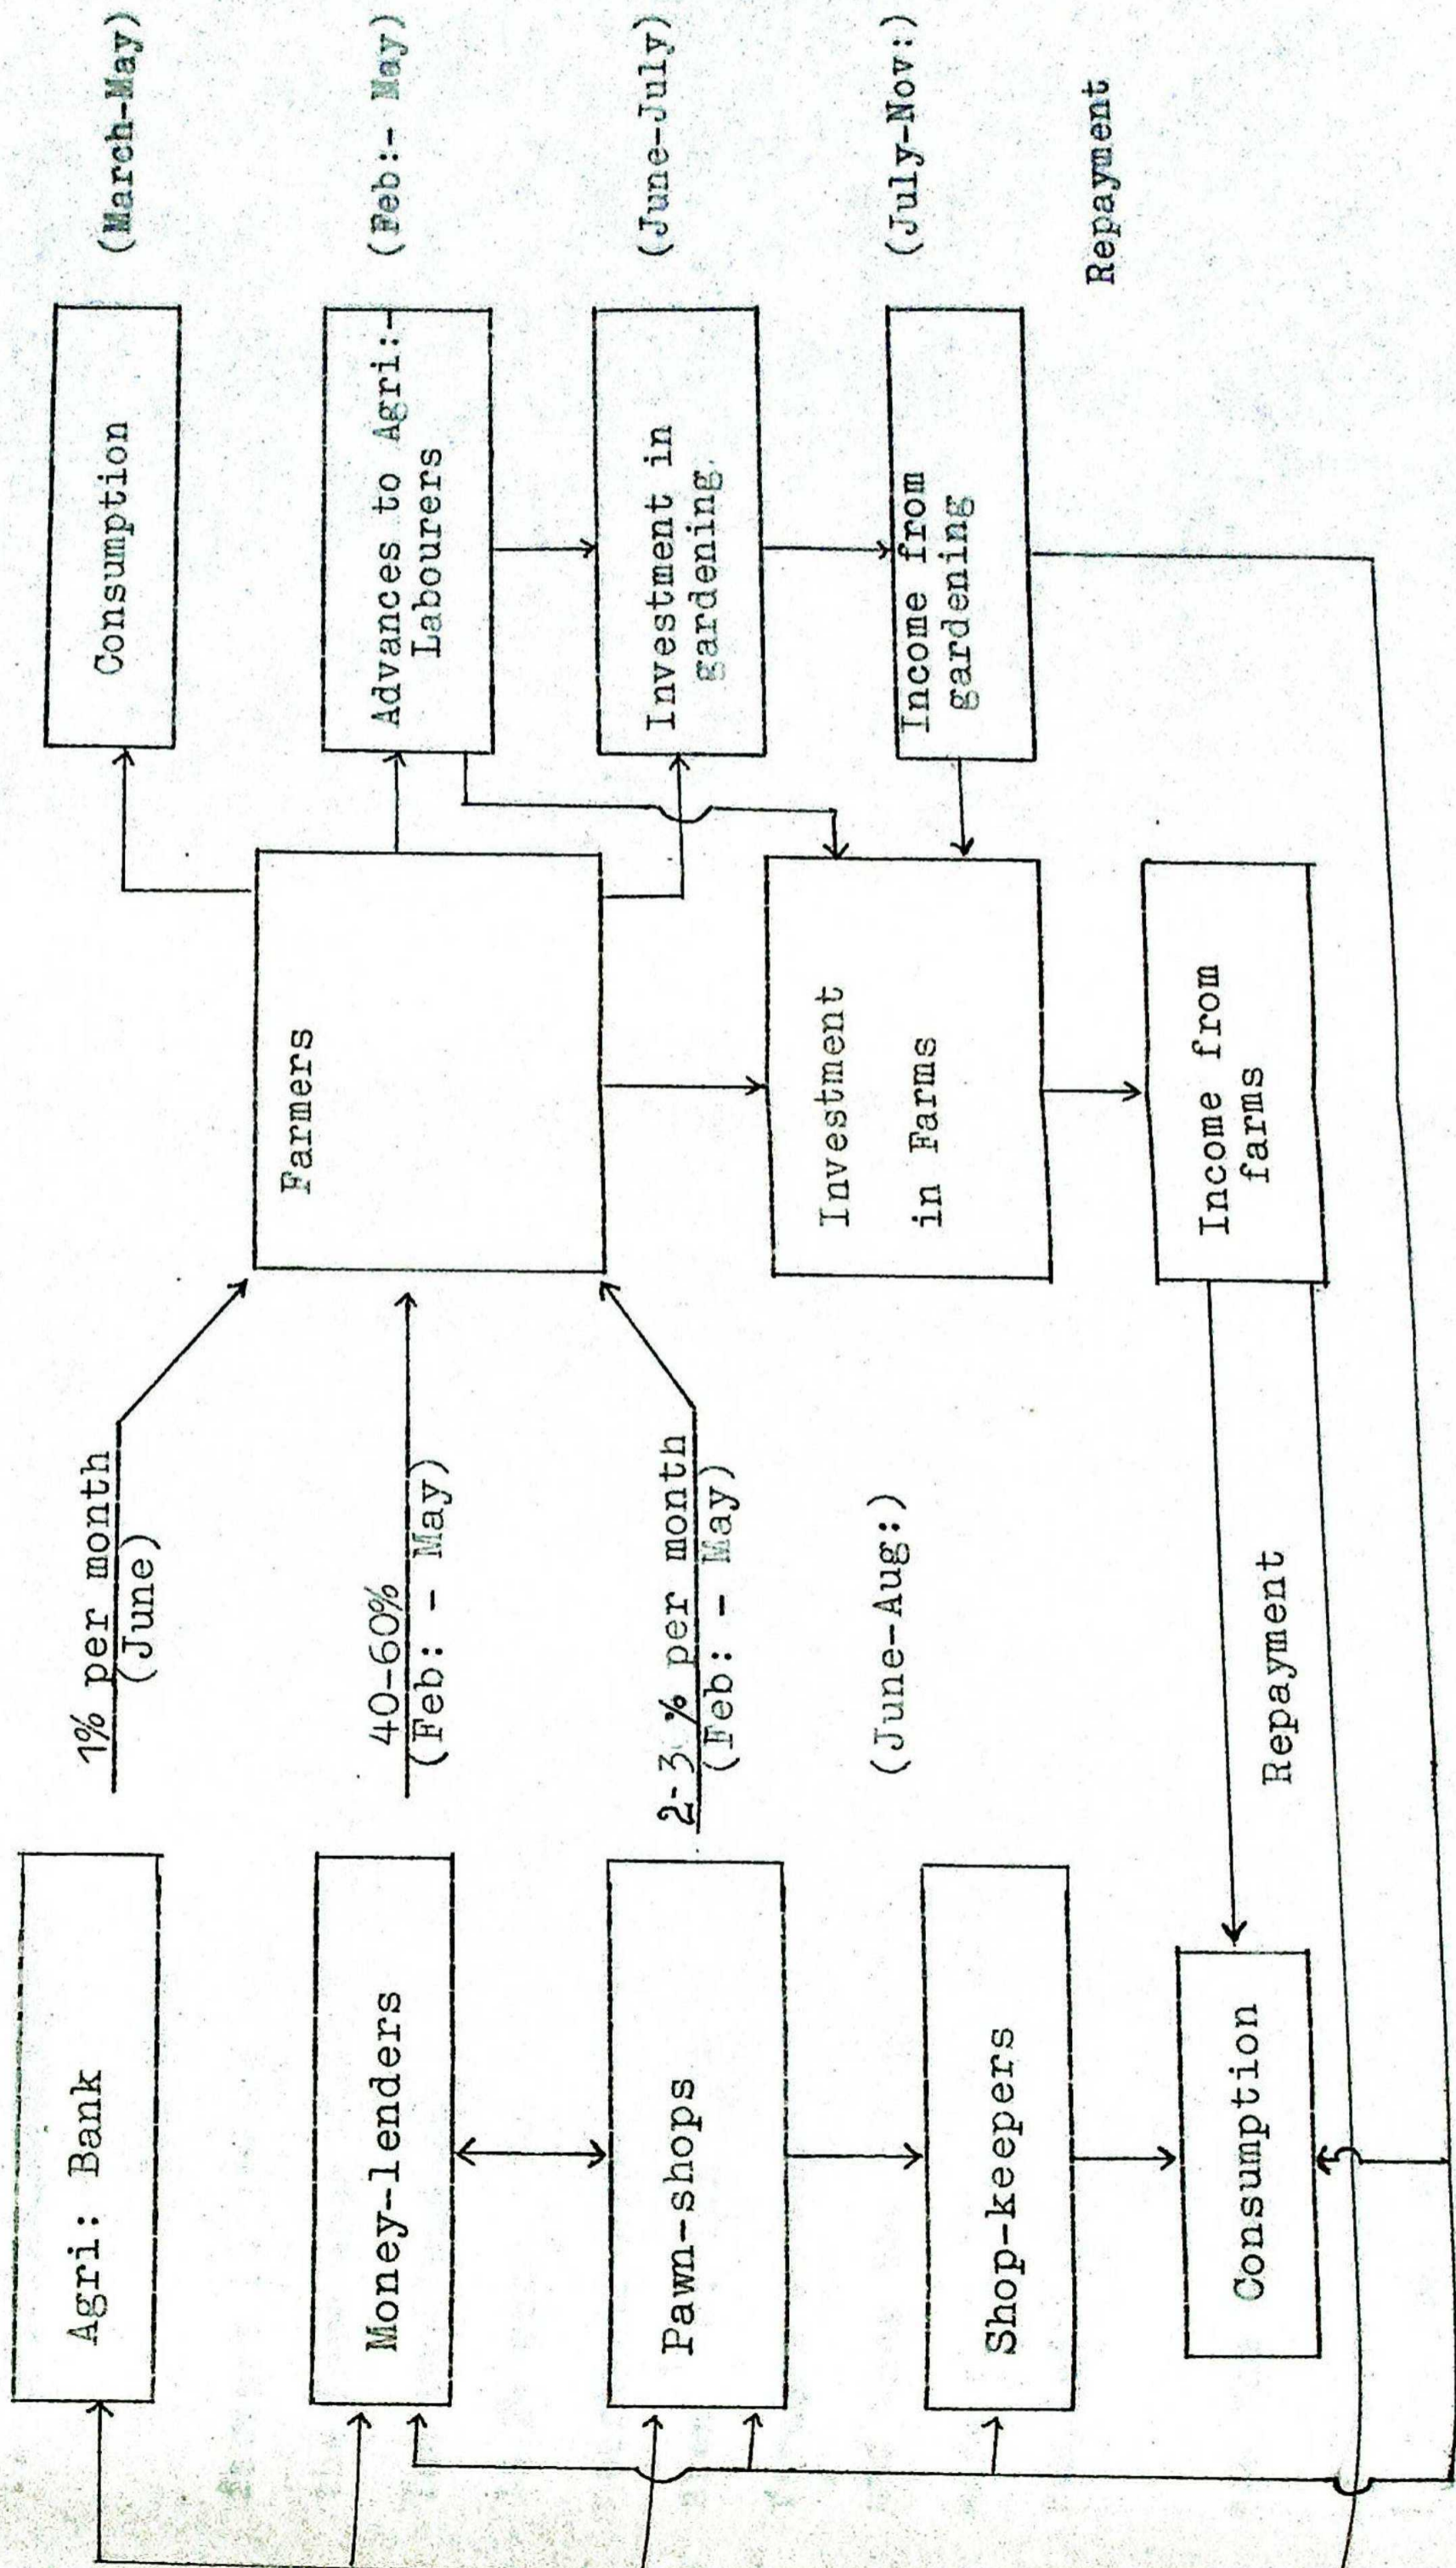 Agri: Bank
1% per month
(June)
Consumption
(March-May)
Money-lenders
40-60%
(Feb: - May)
Farmers
Advances to Agri:-
Labourers
(Feb:- May)
Pawn-shops
2-3 % per month
(Feb: - May)
Investment in
gardening.
(June-July)
Shop-keepers
(June-Aug:)
Investment
in Farms
Income from
gardening
(July-Nov:)
Consumption
Repayment
Income from
farms
Repayment